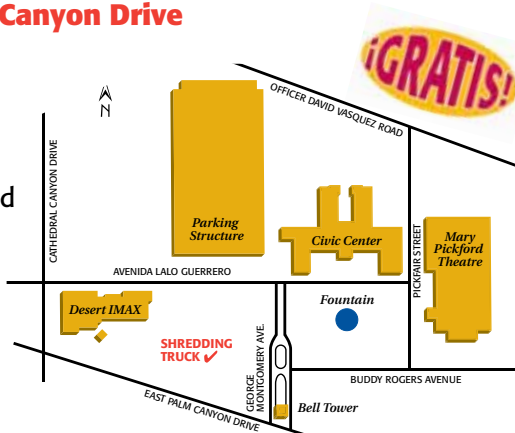 Canyon Drive
¡GRATIS!
OFFICER DAVID VASQUEZ ROAD
N
CATHEDRAL CANYON DRIVE
d
Parking
Structure
Civic Center
PICKFAIR STREET
Mary
Pickford
Theatre
AVENIDA LALO GUERRERO
Desert IMAX
Fountain
SHREDDING
TRUCK ✓
GEORGE
MONTGOMERY AVE.
BUDDY ROGERS AVENUE
EAST PALM CANYON DRIVE
Bell Tower